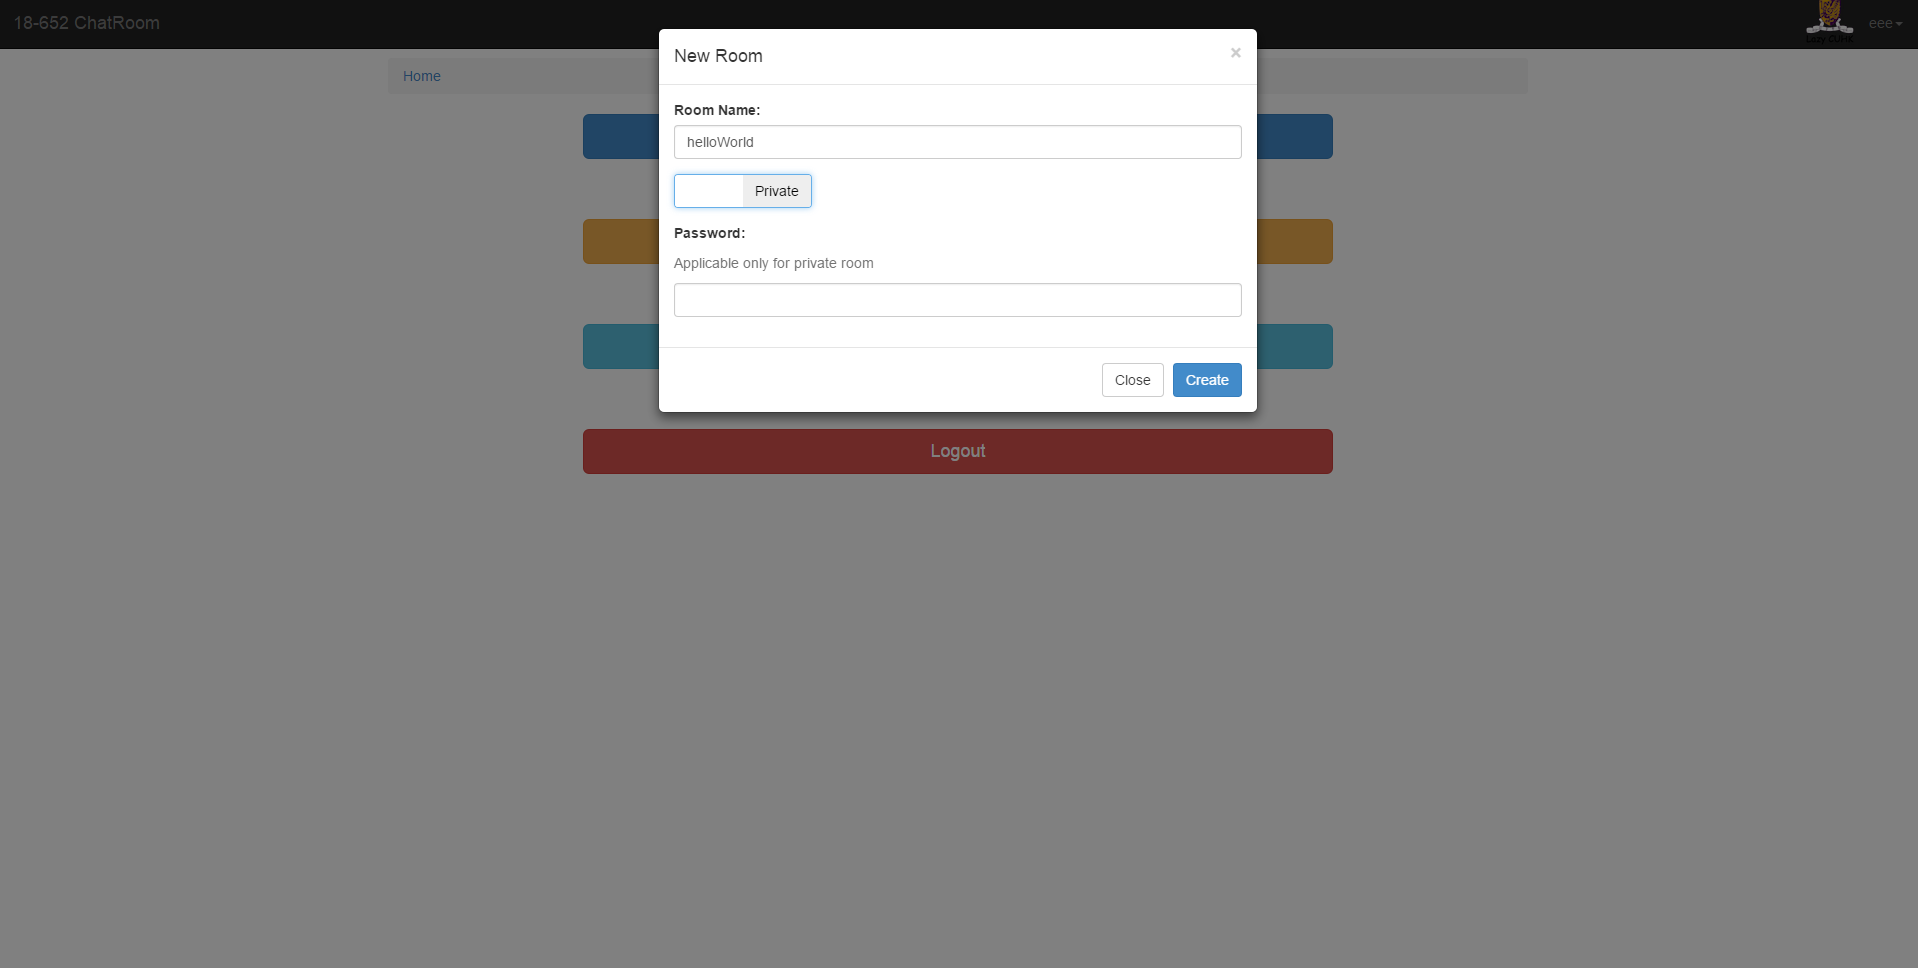 18-652 ChatRoom
eee
New Room
×
Home
Room Name:
helloWorld
Private
Password:
Applicable only for private room
Close
Create
Logout